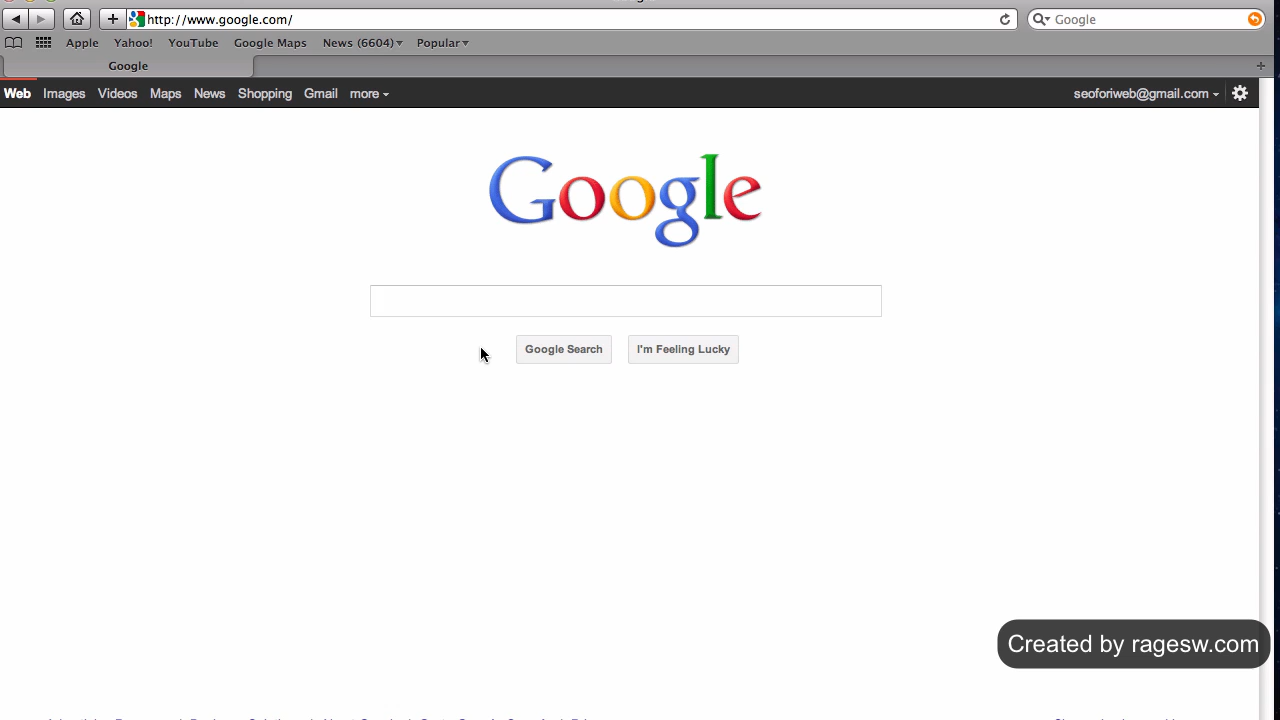 http://www.google.com/
Google
Apple Yahoo! YouTube Google Maps News (6604) Popular
Google
Web Images Videos Maps News Shopping Gmail more
seoforiweb@gmail.com
Google
Google Search I'm Feeling Lucky
Created by ragesw.com